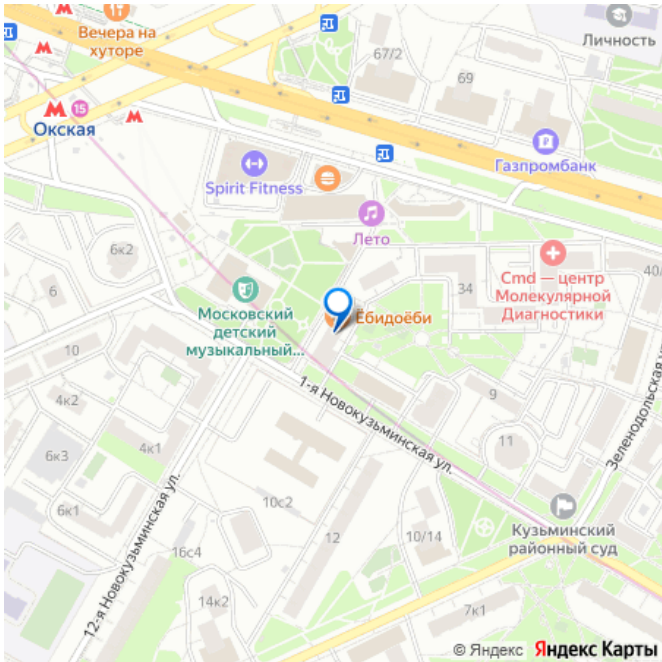 Вечера на
хуторе
Личность
67/2
69
15
Окская
Газпромбанк
Spirit Fitness
Лето
6к2
Cmd — центр
Молекулярной
Диагностики
40/
34
6
Московский
детский
музыкальный...
Ёбидоёби
10
1-я Новокузьминская ул.
9
4к2
Зеленодольская у
11
4к1
6к3
10с2
6к1
Кузьминский
районный суд
12
10/14
12-я Новокузьминская ул.
16с4
14к2
7к1
© Яндекс Яндекс Карты